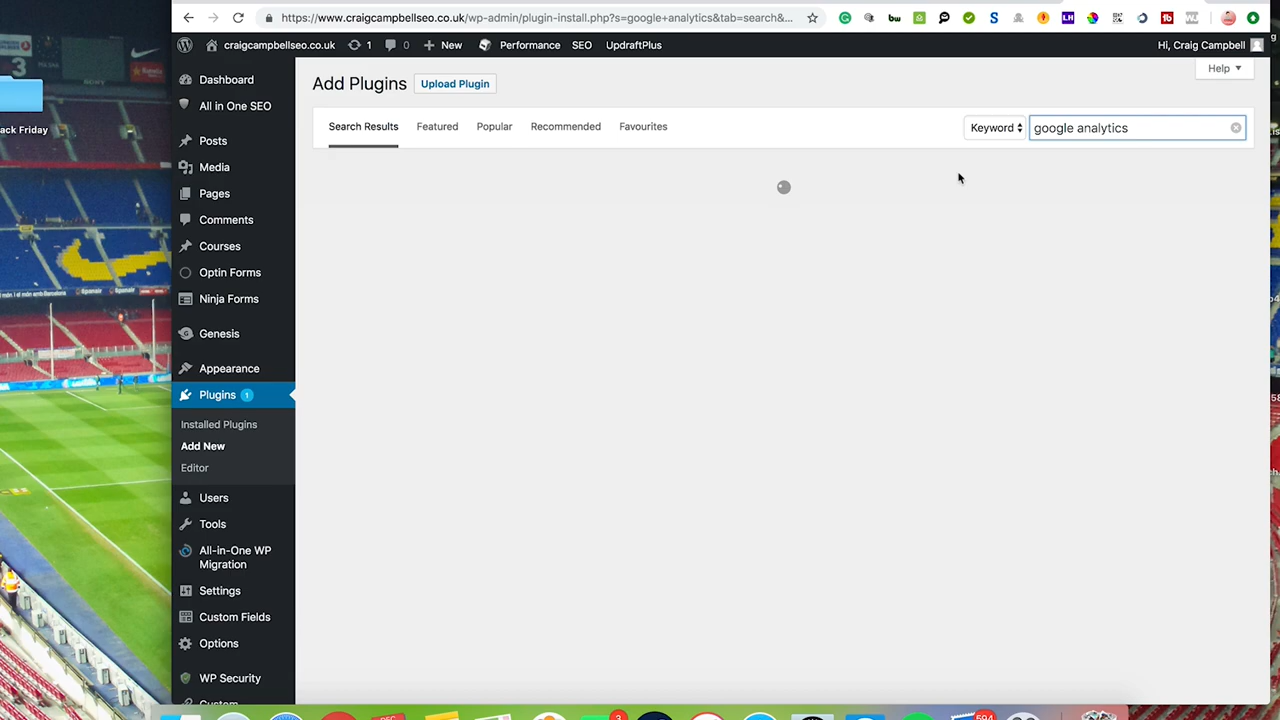 https://www.craigcampbellseo.co.uk/wp-admin/plugin-install.php?s=google+analytics&tab=search&...
craigcampbellseo.co.uk 1 0 New Performance SEO UpdraftPlus Hi, Craig Campbell
Help
Add Plugins Upload Plugin
Search Results Featured Popular Recommended Favourites Keyword google analytics
Dashboard
All in One SEO
Posts
Media
Pages
Comments
Courses
Optin Forms
Ninja Forms
Genesis
Appearance
Plugins 1
Installed Plugins
Add New
Editor
Users
Tools
All-in-One WP
Migration
Settings
Custom Fields
Options
WP Security
Custom
3
ack Friday
3
594